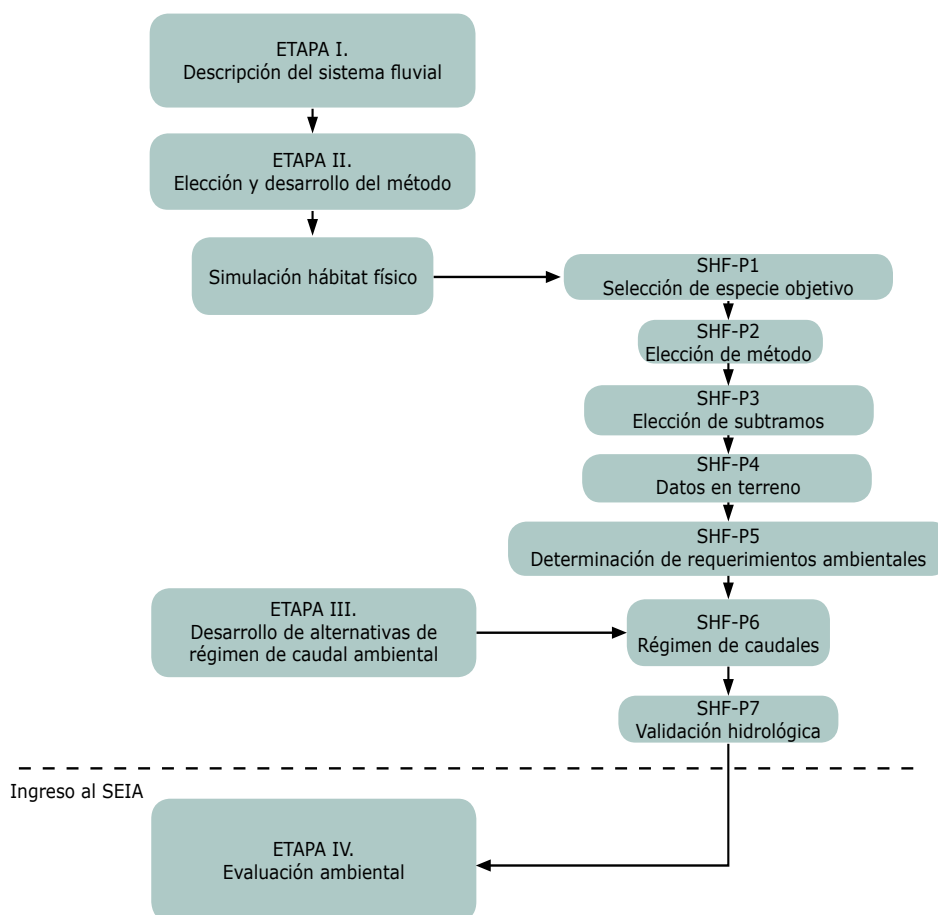 ETAPA I.
Descripción del sistema fluvial
ETAPA II.
Elección y desarrollo del método
Simulación hábitat físico
SHF-P1
Selección de especie objetivo
SHF-P2
Elección de método
SHF-P3
Elección de subtramos
SHF-P4
Datos en terreno
SHF-P5
Determinación de requerimientos ambientales
ETAPA III.
Desarrollo de alternativas de
régimen de caudal ambiental
SHF-P6
Régimen de caudales
SHF-P7
Validación hidrológica
Ingreso al SEIA
ETAPA IV.
Evaluación ambiental